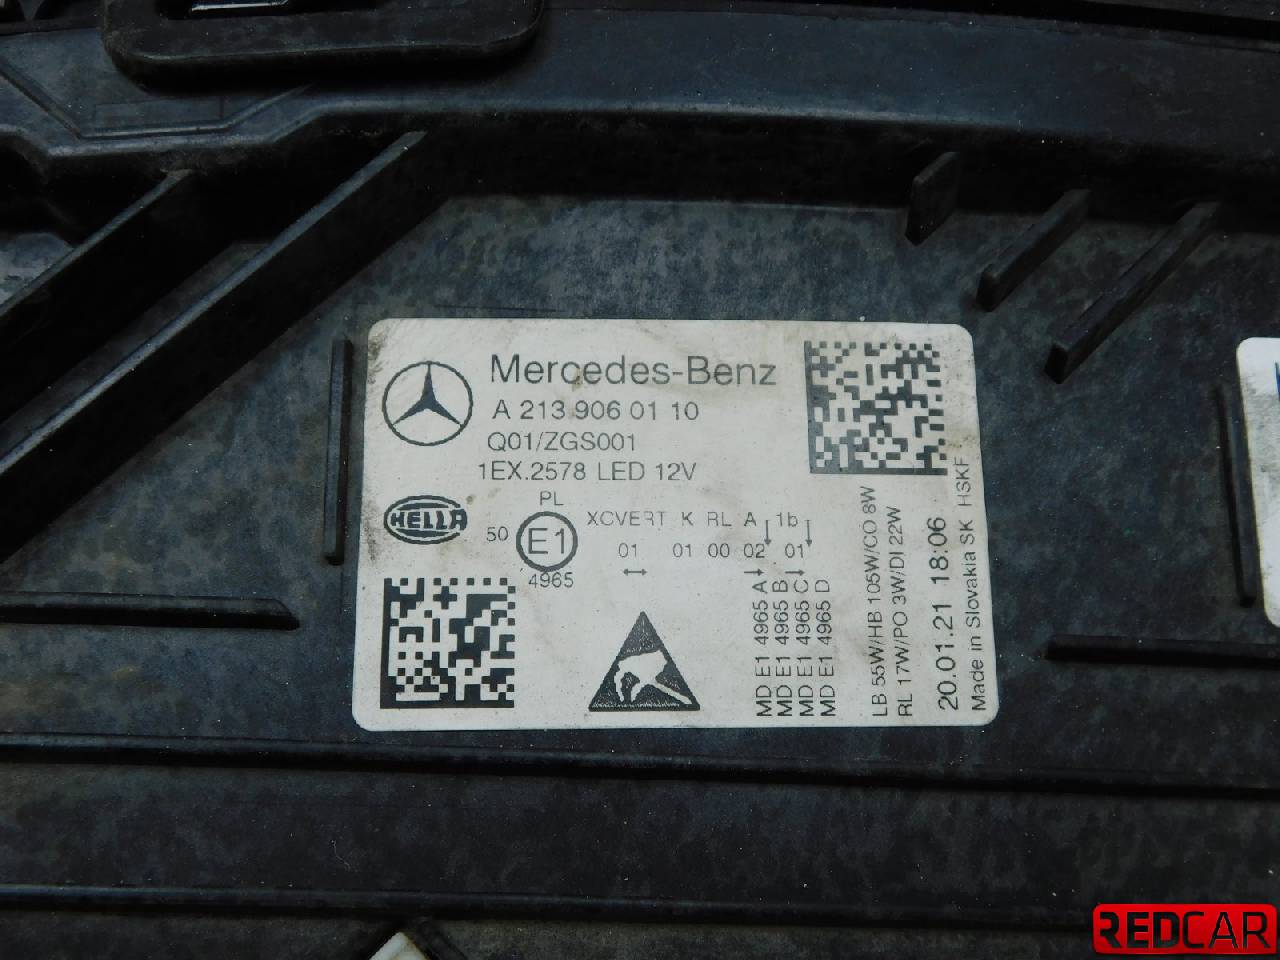 Mercedes-Benz
A 213 906 01 10
Q01/ZGS001
1EX.2578 LED 12V
HELLA
PL
50 E1
4965
XCVERT K RL A 1b
01 01 00 02 01
MD E1 4965 A
MD E1 4965 B
MD E1 4965 C
MD E1 4965 D
LB 55W/HB 105W/CO 8W
RL 17W/PO 3W/DI 22W
20.01.21 18:06
Made in Slovakia SK HSKF
REDCAR